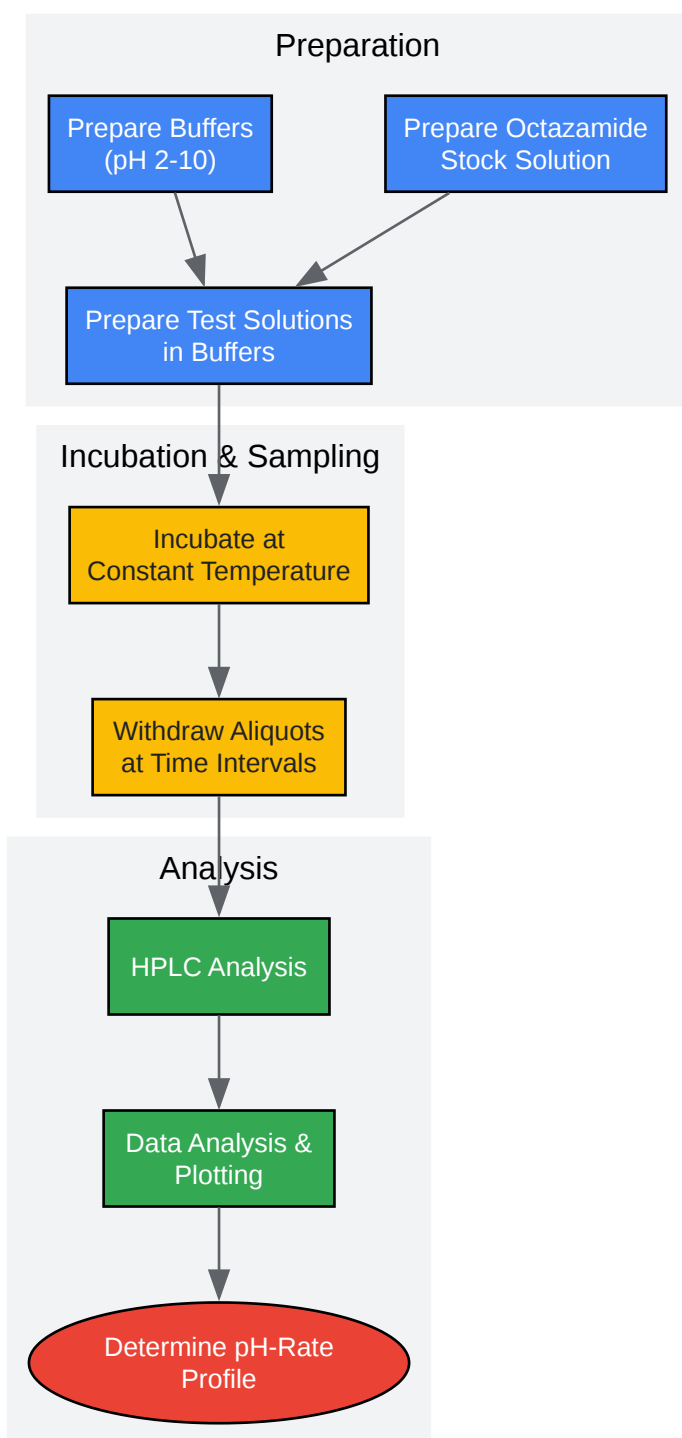 Preparation
Prepare Buffers
(pH 2-10)
Prepare Octazamide
Stock Solution
Prepare Test Solutions
in Buffers
Incubation & Sampling
Incubate at
Constant Temperature
Withdraw Aliquots
at Time Intervals
Analysis
HPLC Analysis
Data Analysis &
Plotting
Determine pH-Rate
Profile